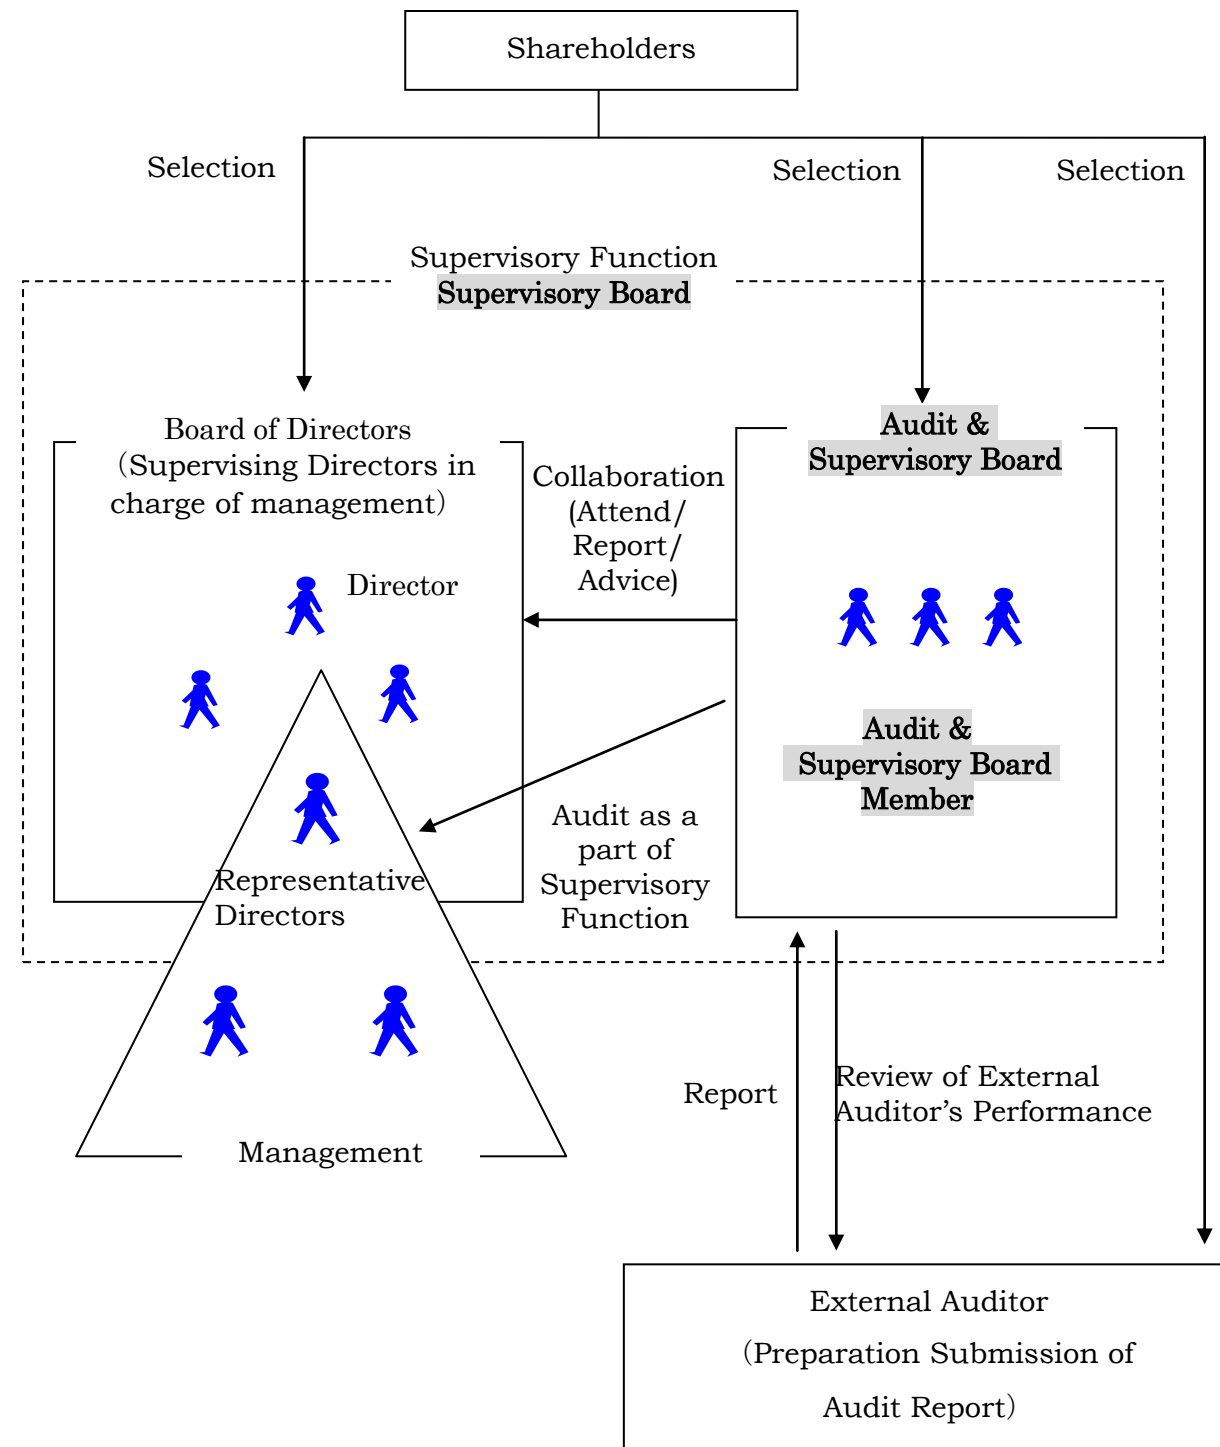 Shareholders
Selection
Selection
Selection
Supervisory Function
Supervisory Board
Board of Directors
（Supervising Directors in
charge of management）
Audit &
Supervisory Board
Collaboration
(Attend/
Report/
Advice)
Director
Audit &
Supervisory Board
Member
Audit as a
part of
Supervisory
Function
Representative
Directors
Report
Review of External
Auditor’s Performance
Management
External Auditor
（Preparation Submission of
Audit Report）